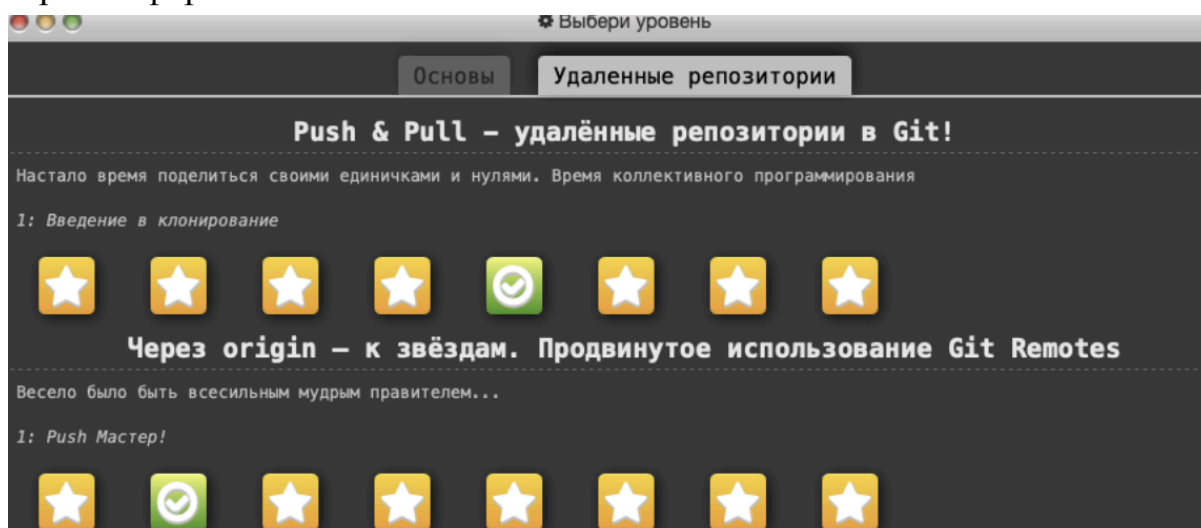 Выбери уровень
Основы
Удаленные репозитории
Push & Pull – удалённые репозитории в Git!
Настало время поделиться своими единичками и нулями. Время коллективного программирования
1: Введение в клонирование
Через origin – к звёздам. Продвинутое использование Git Remotes
Весело было быть всесильным мудрым правителем...
1: Push Мастер!